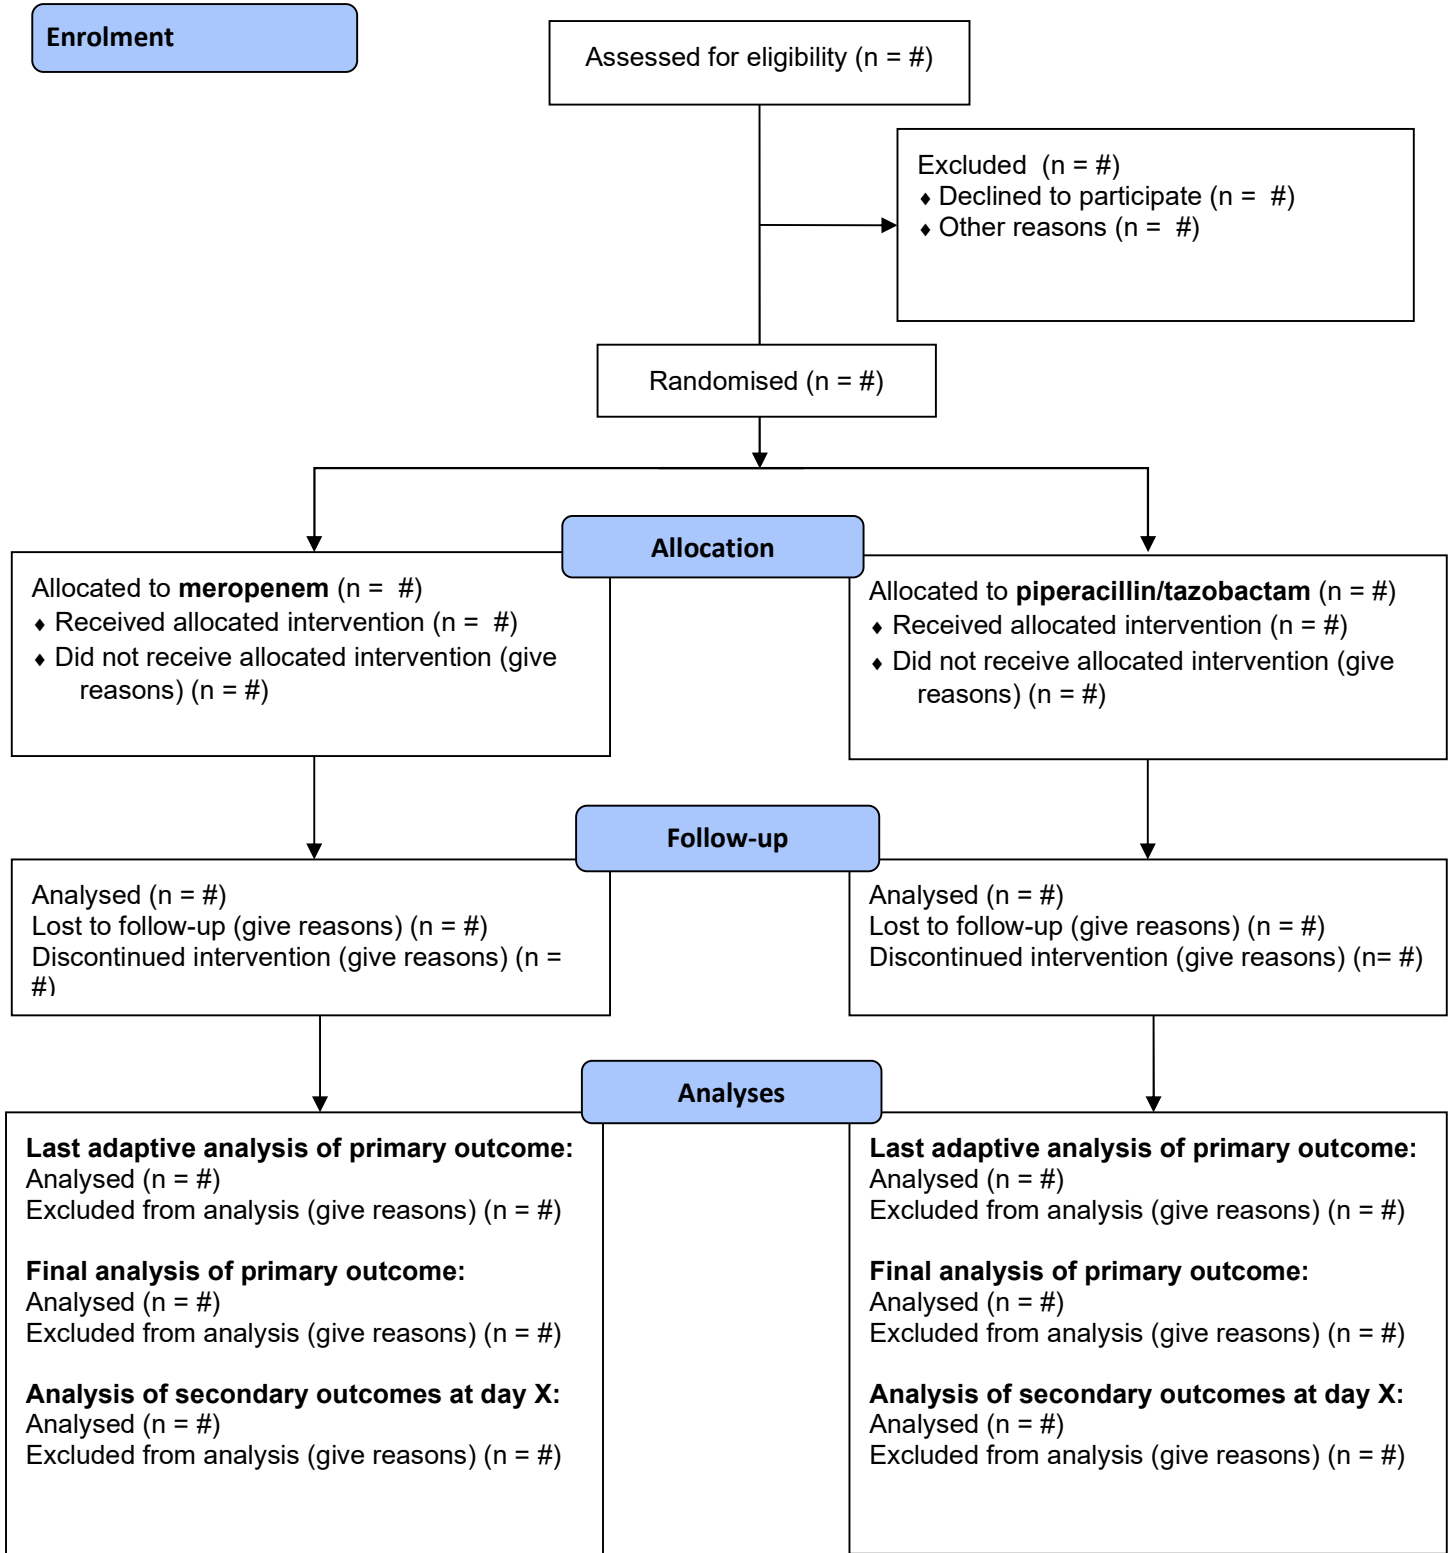 Enrolment
Assessed for eligibility (n = #)
Excluded  (n = #)
♦ Declined to participate (n =  #)
♦ Other reasons (n =  #)
Randomised (n = #)
Allocation
Allocated to meropenem (n =  #)
♦ Received allocated intervention (n =  #)
♦ Did not receive allocated intervention (give
reasons) (n = #)
Allocated to piperacillin/tazobactam (n = #)
♦ Received allocated intervention (n = #)
♦ Did not receive allocated intervention (give
reasons) (n = #)
Follow-up
Analysed (n = #)
Lost to follow-up (give reasons) (n = #)
Discontinued intervention (give reasons) (n =
#)
Analysed (n = #)
Lost to follow-up (give reasons) (n = #)
Discontinued intervention (give reasons) (n= #)
Analyses
Last adaptive analysis of primary outcome:
Analysed (n = #)
Excluded from analysis (give reasons) (n = #)
Final analysis of primary outcome:
Analysed (n = #)
Excluded from analysis (give reasons) (n = #)
Analysis of secondary outcomes at day X:
Analysed (n = #)
Excluded from analysis (give reasons) (n = #)
Last adaptive analysis of primary outcome:
Analysed (n = #)
Excluded from analysis (give reasons) (n = #)
Final analysis of primary outcome:
Analysed (n = #)
Excluded from analysis (give reasons) (n = #)
Analysis of secondary outcomes at day X:
Analysed (n = #)
Excluded from analysis (give reasons) (n = #)